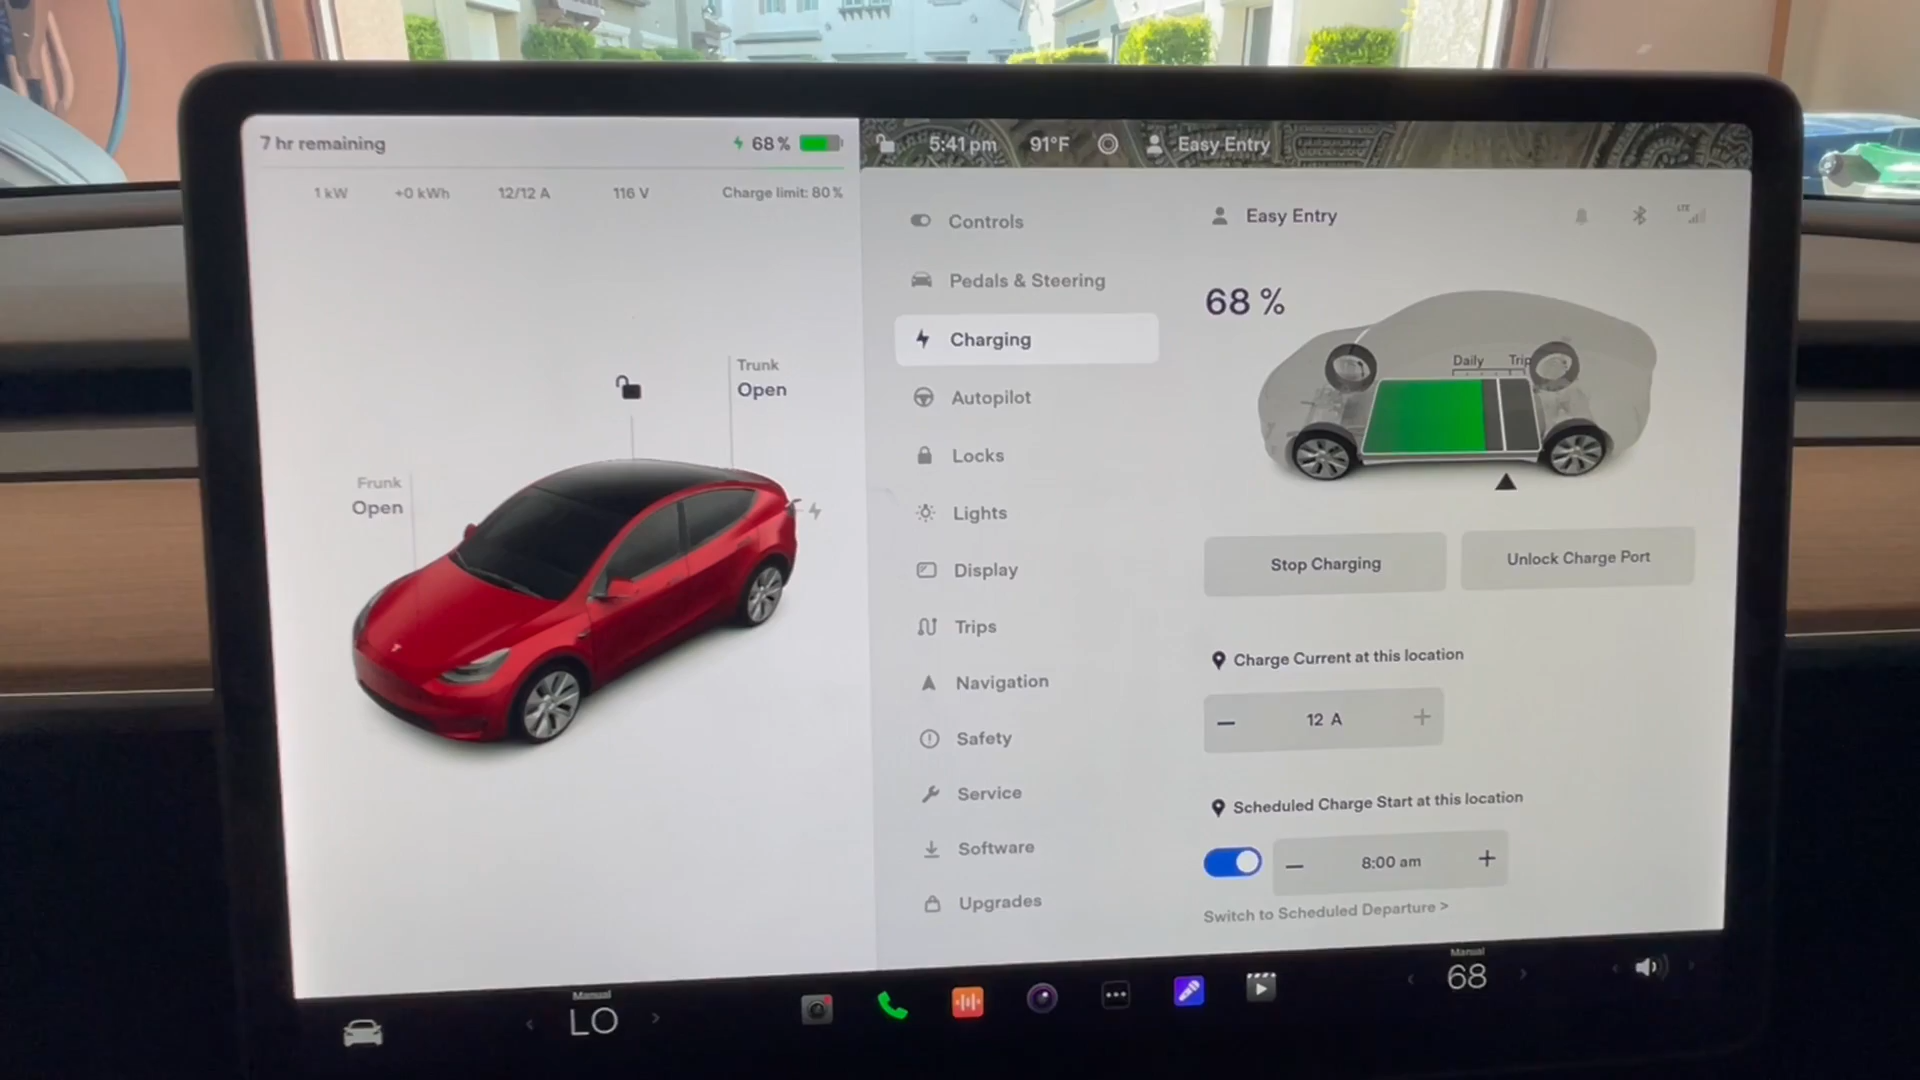 7 hr remaining
68 %
1 kW
+0 kWh
12/12 A
116 V
Charge limit: 80 %
Trunk
Open
Frunk
Open
5:41 pm
91°F
Easy Entry
Controls
Pedals & Steering
Charging
Autopilot
Locks
Lights
Display
Trips
Navigation
Safety
Service
Software
Upgrades
Easy Entry
LTE
68 %
Daily
Trip
Stop Charging
Unlock Charge Port
Charge Current at this location
12 A
Scheduled Charge Start at this location
8:00 am
Switch to Scheduled Departure >
Manual
LO
Manual
68